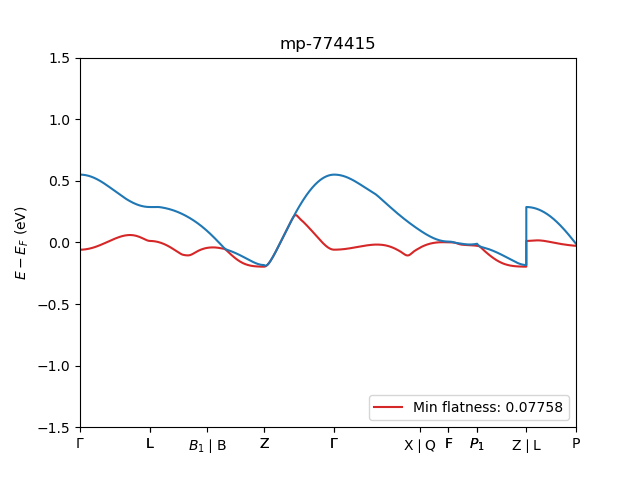 mp-774415
1.5
1.0
0.5
0.0
−0.5
−1.0
−1.5
E − E_F (eV)
Min flatness: 0.07758
Γ L B₁ | B Z Γ X | Q F P₁ Z | L P